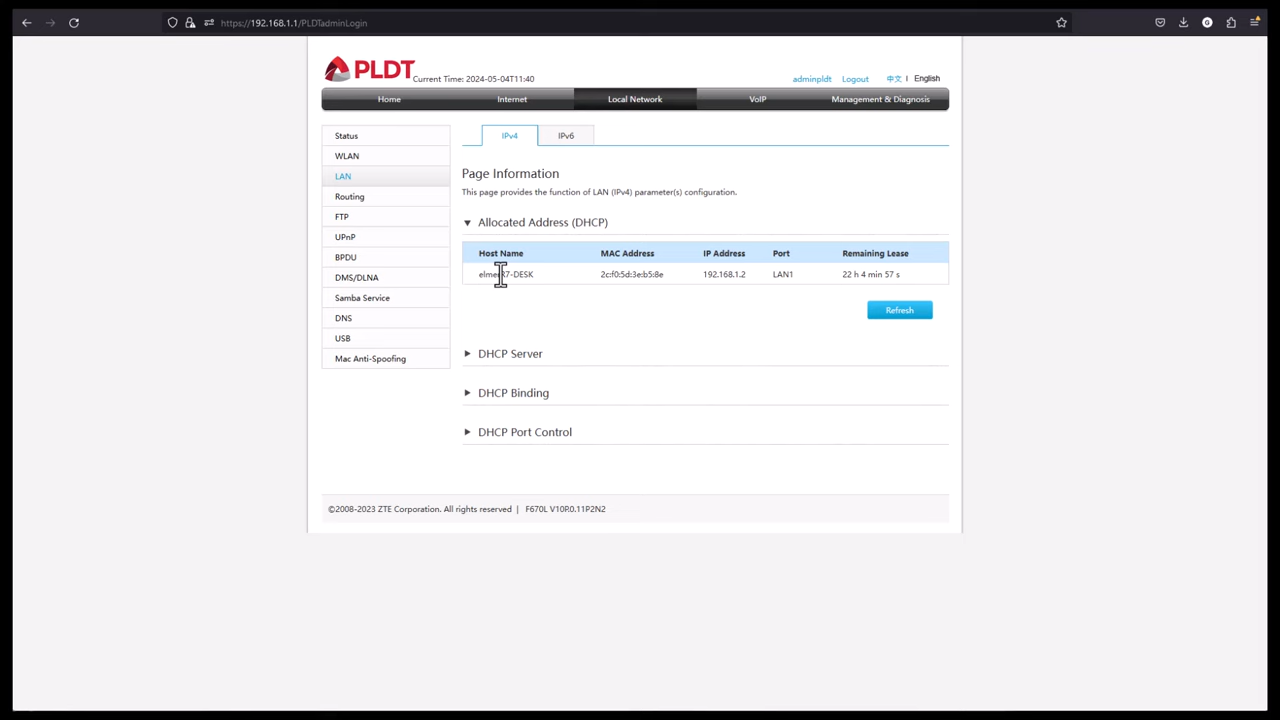 https://192.168.1.1/PLDTadminLogin
PLDT Current Time: 2024-05-04T11:40 adminpldt Logout 中文 | English
Home Internet Local Network VoIP Management & Diagnosis
Status
WLAN
LAN
Routing
FTP
UPnP
BPDU
DMS/DLNA
Samba Service
DNS
USB
Mac Anti-Spoofing
IPv4 IPv6
Page Information
This page provides the function of LAN (IPv4) parameter(s) configuration.
Allocated Address (DHCP)
Host Name MAC Address IP Address Port Remaining Lease
2c:f0:5d:3e:b5:8e 192.168.1.2 LAN1 22 h 4 min 57 s
Refresh
DHCP Server
DHCP Binding
DHCP Port Control
©2008-2023 ZTE Corporation. All rights reserved | F670L V10P.0.11P2N2